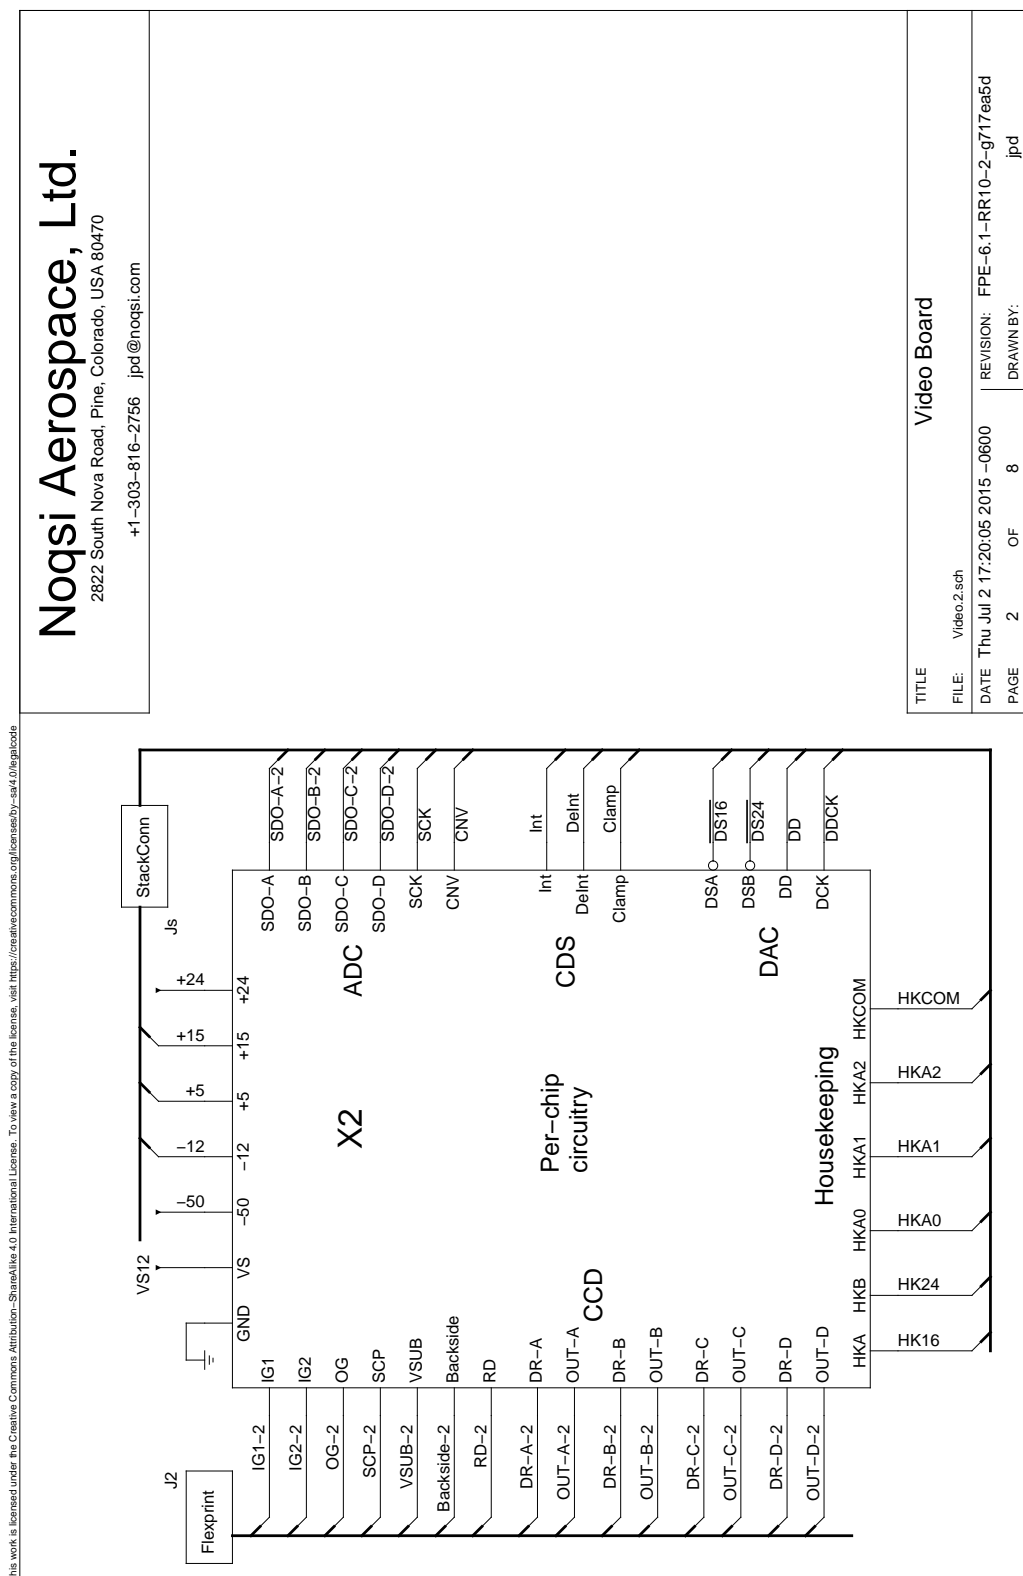 his work is licensed under the Creative Commons Attribution−ShareAlike 4.0 International License. To view a copy of the license, visit https://creativecommons.org/licenses/by−sa/4.0/legalcode
Noqsi Aerospace, Ltd.
2822 South Nova Road, Pine, Colorado, USA 80470
+1−303−816−2756 jpd@noqsi.com
StackConn
Js
J2
Flexprint
VS12
−50
−12
+5
+15
+24
GND
VS
−50
−12
+5
+15
+24
IG1−2
IG2−2
OG−2
SCP−2
VSUB−2
Backside−2
RD−2
DR−A−2
OUT−A−2
DR−B−2
OUT−B−2
DR−C−2
OUT−C−2
DR−D−2
OUT−D−2
IG1
IG2
OG
SCP
VSUB
Backside
RD
DR−A
OUT−A
DR−B
OUT−B
DR−C
OUT−C
DR−D
OUT−D
CCD
X2
Per−chip
circuitry
Housekeeping
ADC
CDS
DAC
SDO−A
SDO−B
SDO−C
SDO−D
SCK
CNV
Int
DeInt
Clamp
DSA
DSB
DD
DCK
SDO−A−2
SDO−B−2
SDO−C−2
SDO−D−2
SCK
CNV
Int
DeInt
Clamp
DS16
DS24
DD
DDCK
HKA
HKB
HKA0
HKA1
HKA2
HKCOM
HK16
HK24
HKA0
HKA1
HKA2
HKCOM
TITLE
Video Board
FILE: Video.2.sch
DATE Thu Jul 2 17:20:05 2015 −0600
REVISION: FPE−6.1−RR10−2−g717ea5d
PAGE 2 OF 8
DRAWN BY: jpd